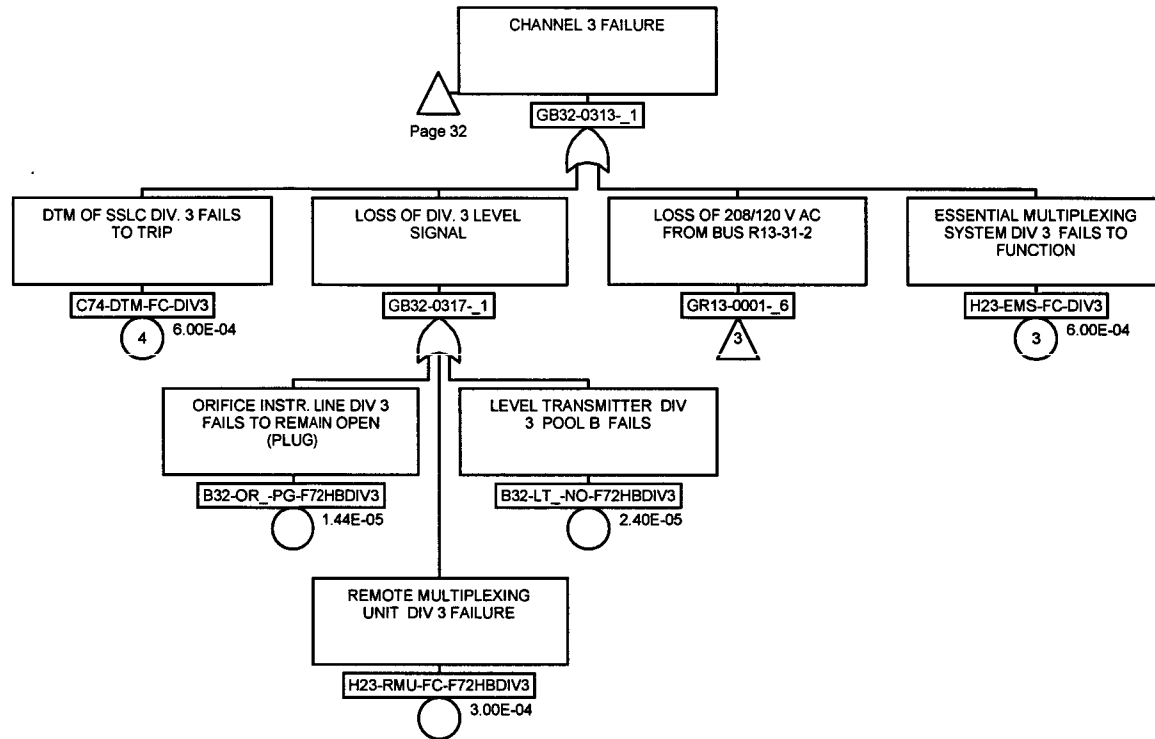 CHANNEL 3 FAILURE
Page 32
GB32-0313-_1
DTM OF SSLC DIV. 3 FAILS
TO TRIP
C74-DTM-FC-DIV3
4
6.00E-04
LOSS OF DIV. 3 LEVEL
SIGNAL
GB32-0317-_1
LOSS OF 208/120 V AC
FROM BUS R13-31-2
GR13-0001-_6
3
ESSENTIAL MULTIPLEXING
SYSTEM DIV 3 FAILS TO
FUNCTION
H23-EMS-FC-DIV3
3
6.00E-04
ORIFICE INSTR. LINE DIV 3
FAILS TO REMAIN OPEN
(PLUG)
B32-OR_-PG-F72HBDIV3
1.44E-05
LEVEL TRANSMITTER DIV
3 POOL B FAILS
B32-LT_-NO-F72HBDIV3
2.40E-05
REMOTE MULTIPLEXING
UNIT DIV 3 FAILURE
H23-RMU-FC-F72HBDIV3
3.00E-04